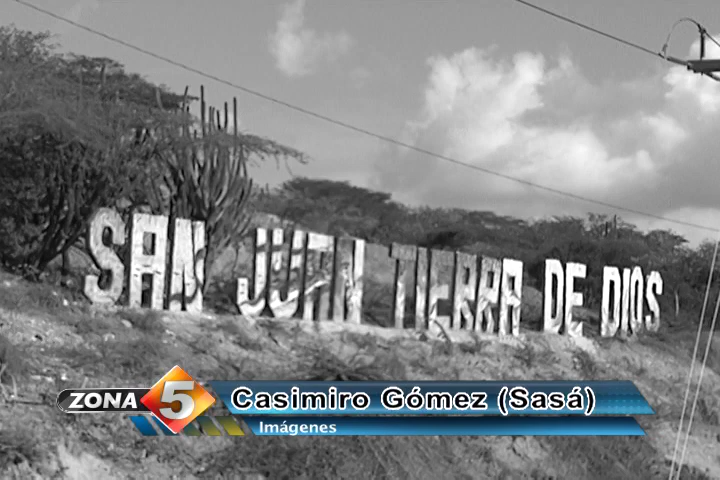 SAN JUAN TIERRA DE DIOS
ZONA 5
Casimiro Gómez (Sasá)
Imágenes